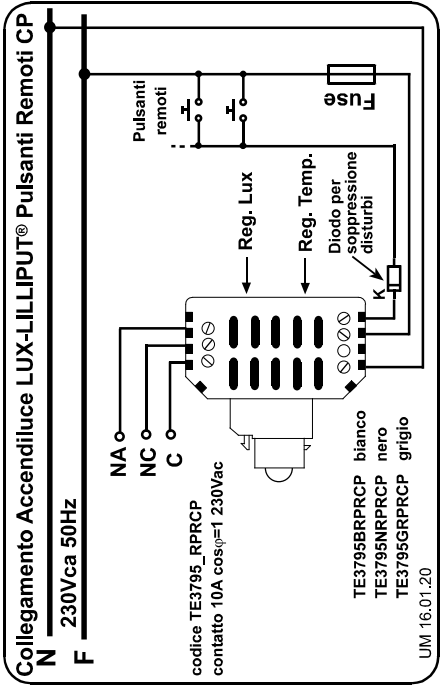 Collegamento Accendiluce LUX-LILLIPUT® Pulsanti Remoti CP
N
230Vca 50Hz
F
NA
NC
C
Pulsanti
remoti
Fuse
Reg. Lux
Reg. Temp.
Diodo per
soppressione
disturbi
K
codice TE3795_RPRCP
contatto 10A cosφ=1 230Vac
TE3795BRPRCP bianco
TE3795NRPRCP nero
TE3795GRPRCP grigio
UM 16.01.20